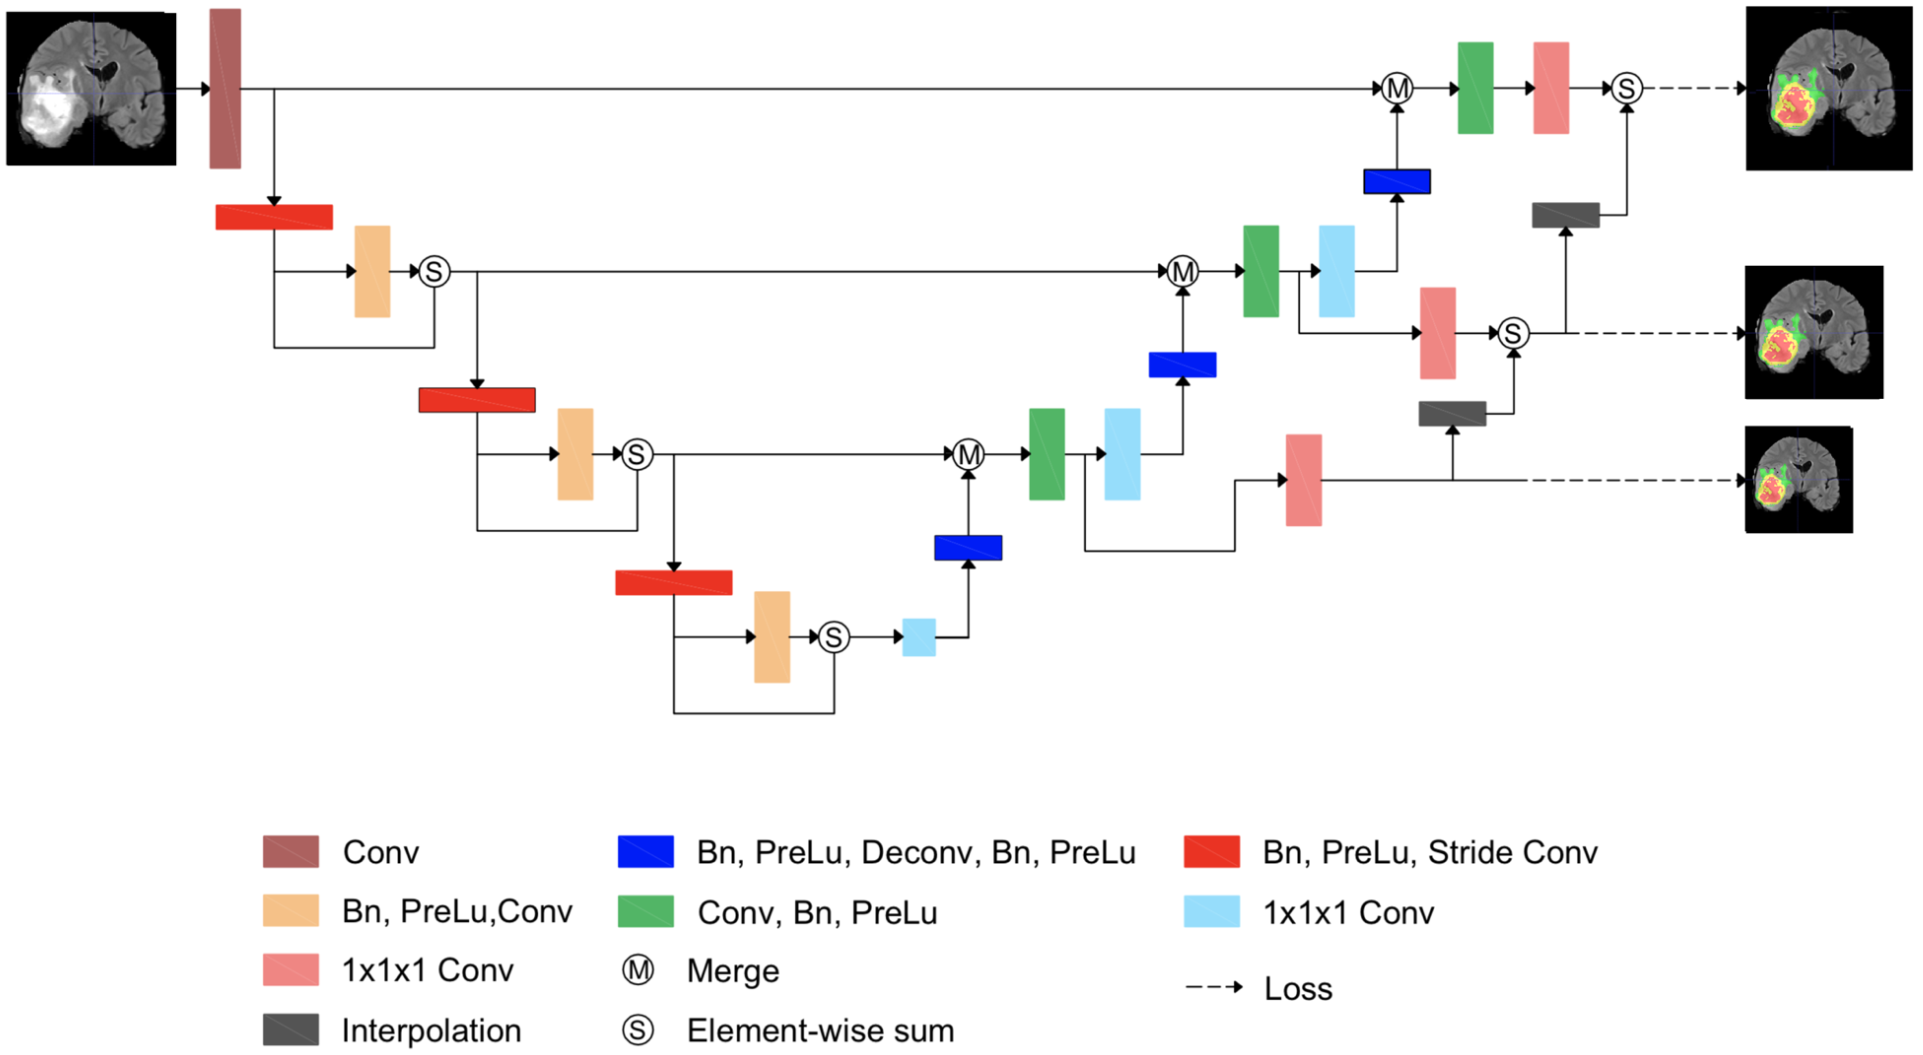 M
S
S
M
S
S
M
S
Conv
Bn, PreLu, Deconv, Bn, PreLu
Bn, PreLu, Stride Conv
Bn, PreLu,Conv
Conv, Bn, PreLu
1x1x1 Conv
1x1x1 Conv
M Merge
Loss
Interpolation
S Element-wise sum